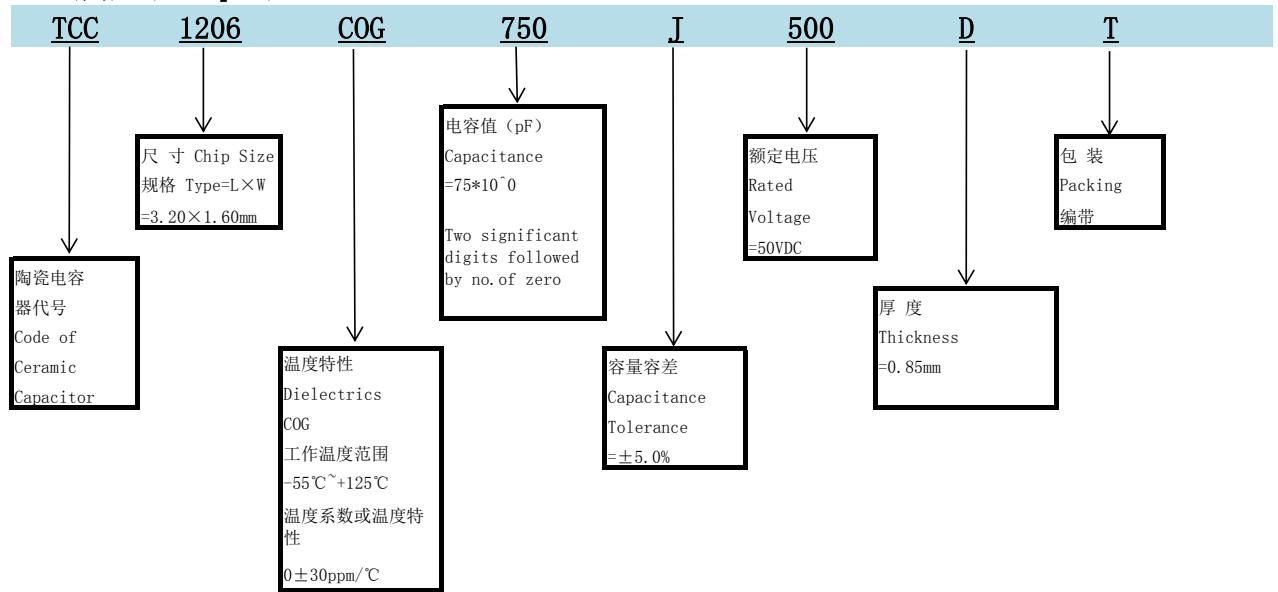 TCC 1206 COG 750 J 500 D T
电容值（pF）
Capacitance
=75*10^0
Two significant
digits followed
by no.of zero
尺 寸 Chip Size
规格 Type=L×W
=3.20×1.60mm
额定电压
Rated
Voltage
=50VDC
包 装
Packing
编带
陶瓷电容
器代号
Code of
Ceramic
Capacitor
厚 度
Thickness
=0.85mm
温度特性
Dielectrics
COG
工作温度范围
-55℃~+125℃
温度系数或温度特
性
0±30ppm/℃
容量容差
Capacitance
Tolerance
=±5.0%